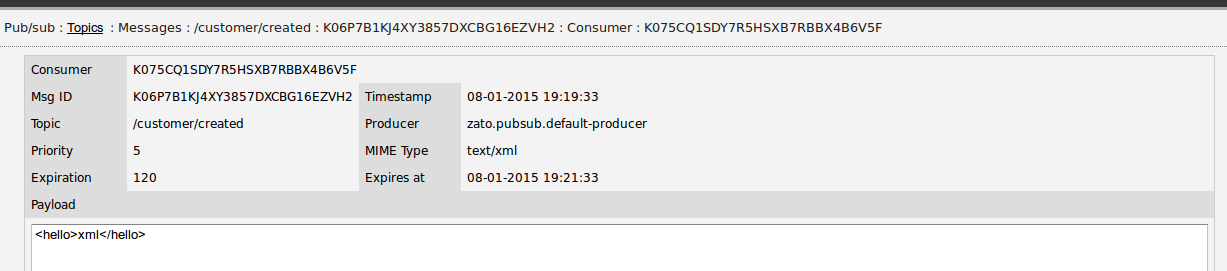 Pub/sub : Topics : Messages : /customer/created : K06P7B1KJ4XY3857DXCBG16EZVH2 : Consumer : K075CQ1SDY7R5HSXB7RBBX4B6V5F
Consumer K075CQ1SDY7R5HSXB7RBBX4B6V5F
Msg ID K06P7B1KJ4XY3857DXCBG16EZVH2 Timestamp 08-01-2015 19:19:33
Topic /customer/created Producer zato.pubsub.default-producer
Priority 5 MIME Type text/xml
Expiration 120 Expires at 08-01-2015 19:21:33
Payload
<hello>xml</hello>